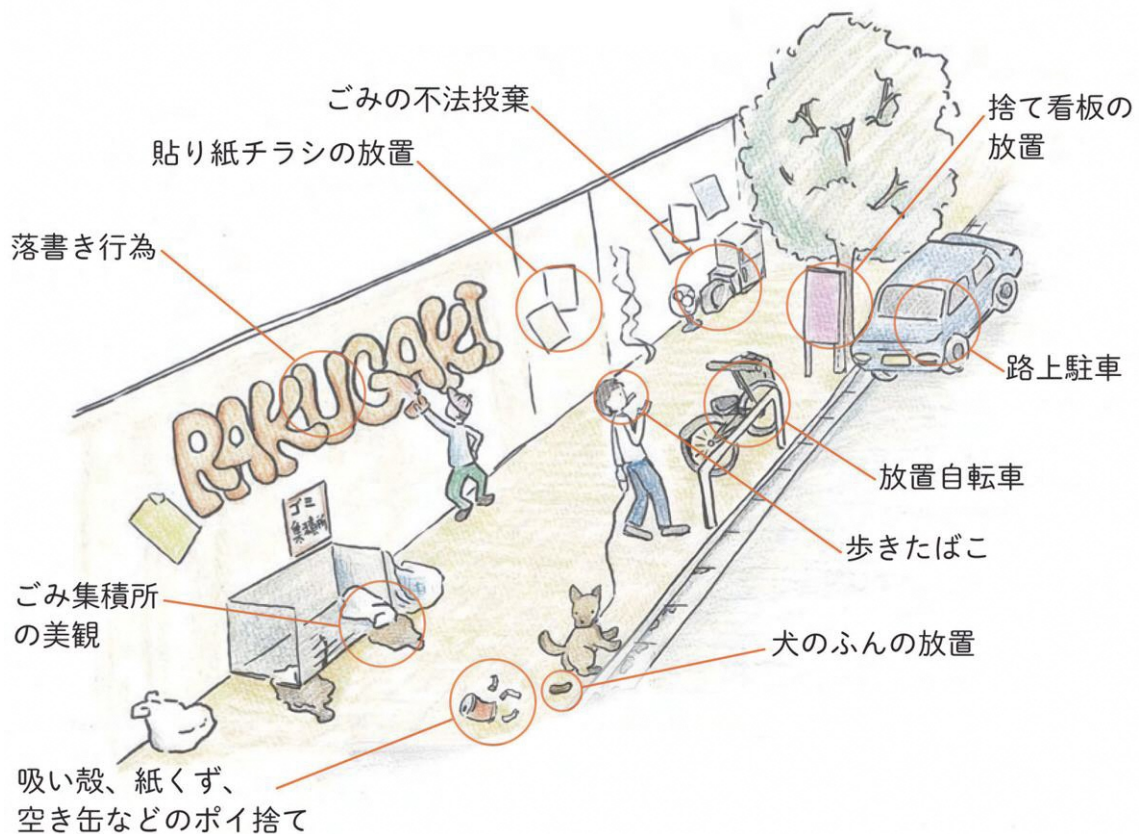 ごみの不法投棄
捨て看板の
放置
貼り紙チラシの放置
落書き行為
RAKUGAKI
路上駐車
放置自転車
ゴミ
集積所
歩きたばこ
ごみ集積所
の美観
犬のふんの放置
吸い殻、紙くず、
空き缶などのポイ捨て